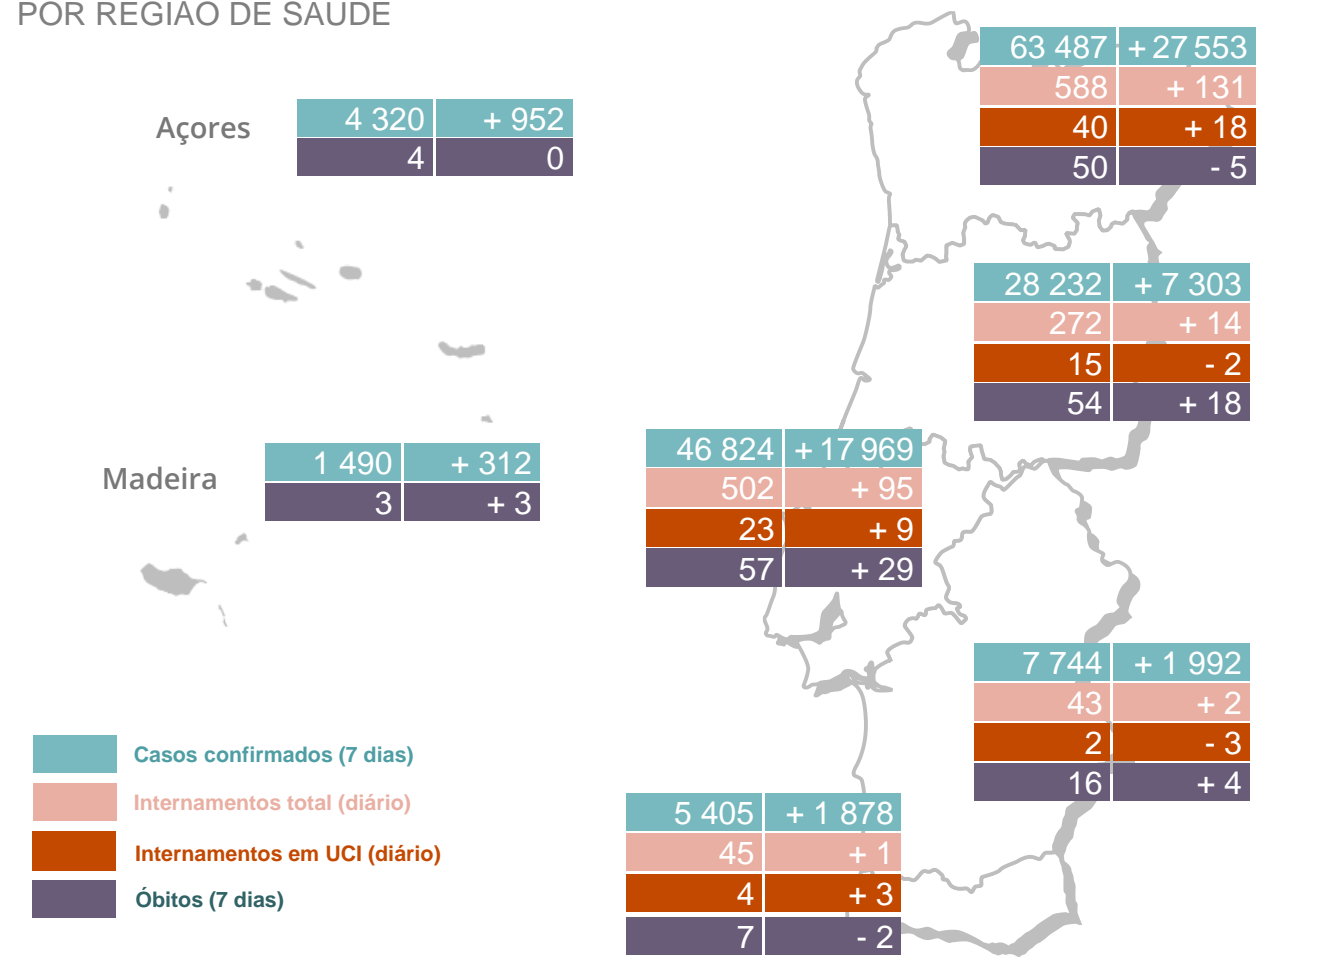 POR REGIÃO DE SAÚDE
Açores
4 320 + 952
4 0
63 487 + 27 553
588 + 131
40 + 18
50 - 5
28 232 + 7 303
272 + 14
15 - 2
54 + 18
Madeira
1 490 + 312
3 + 3
46 824 + 17 969
502 + 95
23 + 9
57 + 29
7 744 + 1 992
43 + 2
2 - 3
16 + 4
5 405 + 1 878
45 + 1
4 + 3
7 - 2
Casos confirmados (7 dias)
Internamentos total (diário)
Internamentos em UCI (diário)
Óbitos (7 dias)